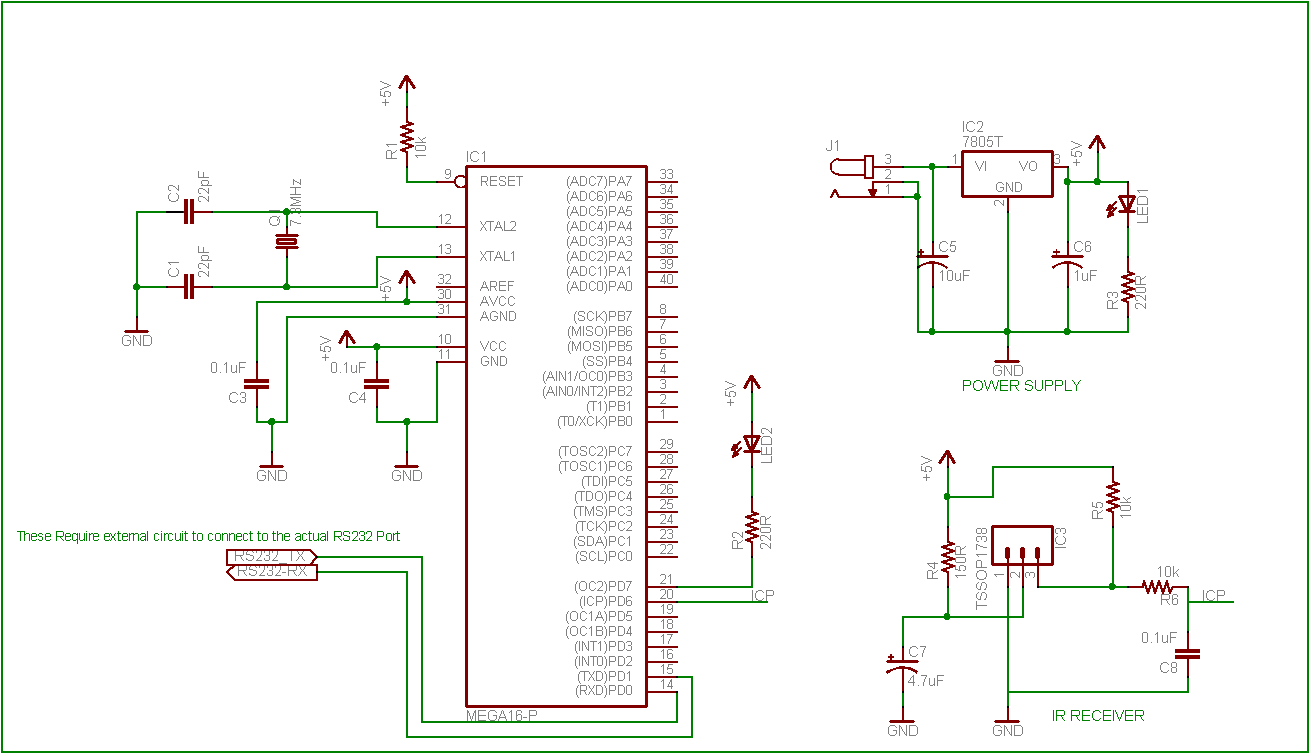 +5V
R1
10k
IC1
9
RESET
C2
22pF
Q1
7.3MHz
12
XTAL2
C1
22pF
13
XTAL1
+5V
32
AREF
30
AVCC
31
AGND
GND
+5V
10
VCC
11
GND
0.1uF
C3
0.1uF
C4
GND
GND
(ADC7)PA7 33
(ADC6)PA6 34
(ADC5)PA5 35
(ADC4)PA4 36
(ADC3)PA3 37
(ADC2)PA2 38
(ADC1)PA1 39
(ADC0)PA0 40
(SCK)PB7 8
(MISO)PB6 7
(MOSI)PB5 6
(SS)PB4 5
(AIN1/OC0)PB3 4
(AIN0/INT2)PB2 3
(T1)PB1 2
(T0/XCK)PB0 1
(TOSC2)PC7 29
(TOSC1)PC6 28
(TDI)PC5 27
(TDO)PC4 26
(TMS)PC3 25
(TCK)PC2 24
(SDA)PC1 23
(SCL)PC0 22
(OC2)PD7 21
(ICP)PD6 20
(OC1A)PD5 19
(OC1B)PD4 18
(INT1)PD3 17
(INT0)PD2 16
(TXD)PD1 15
(RXD)PD0 14
MEGA16-P
These Require external circuit to connect to the actual RS232 Port
RS232_TX
RS232-RX
+5V
LED2
R2
220R
ICP
J1
3
2
1
IC2
7805T
1
VI
VO
3
GND
2
+5V
LED1
C5
10uF
C6
1uF
R3
220R
GND
POWER SUPPLY
+5V
R5
10k
R4
150R
TSSOP1738
IC3
1
2
3
10k
R6
ICP
0.1uF
C8
C7
4.7uF
GND
GND
IR RECEIVER